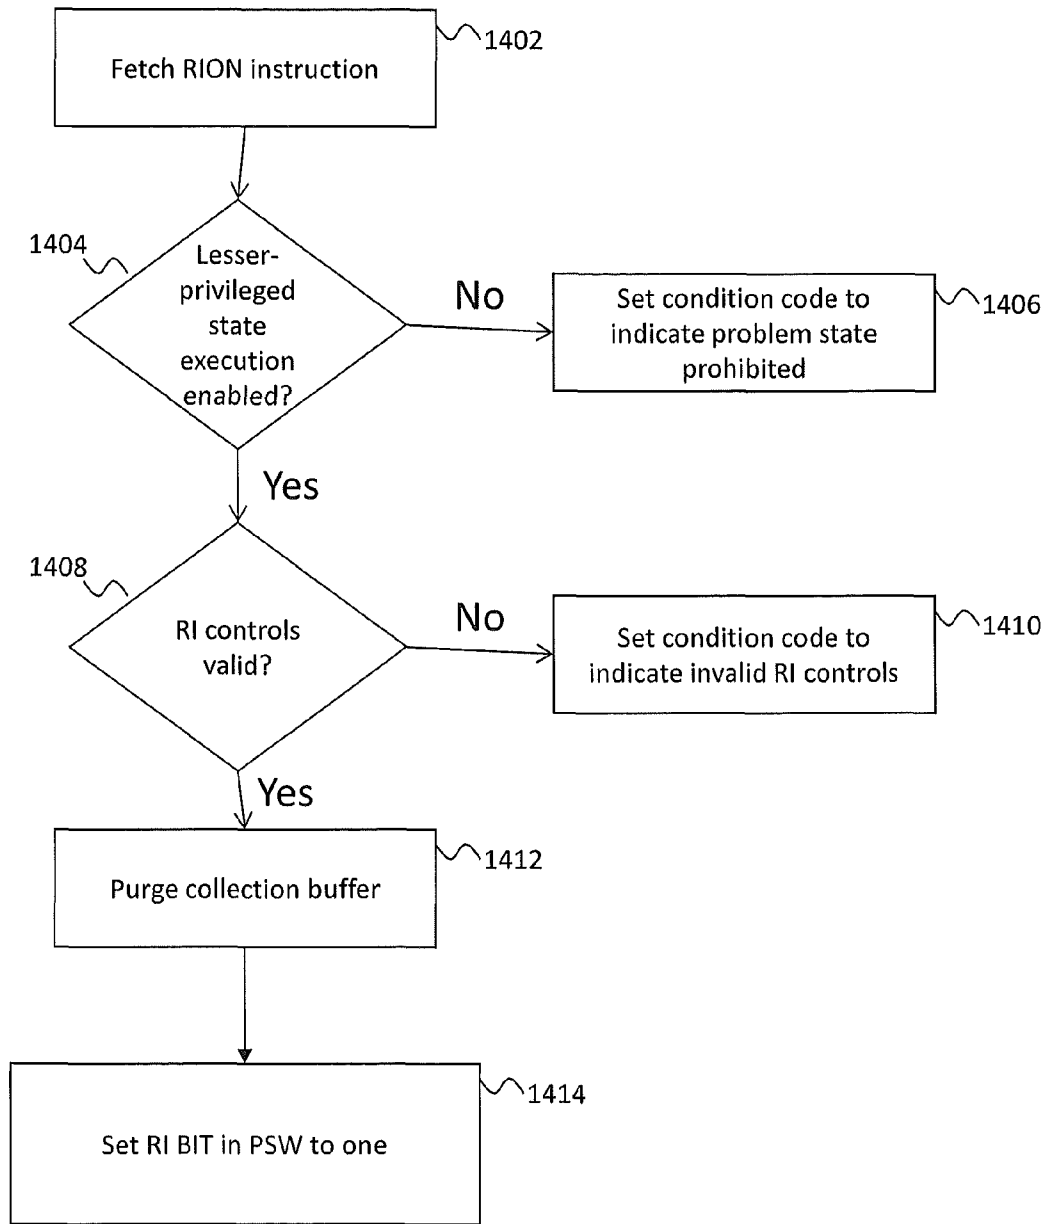 Fetch RION instruction
1402
1404
Lesser-
privileged
state
execution
enabled?
No
Set condition code to
indicate problem state
prohibited
1406
Yes
1408
RI controls
valid?
No
Set condition code to
indicate invalid RI controls
1410
Yes
Purge collection buffer
1412
Set RI BIT in PSW to one
1414